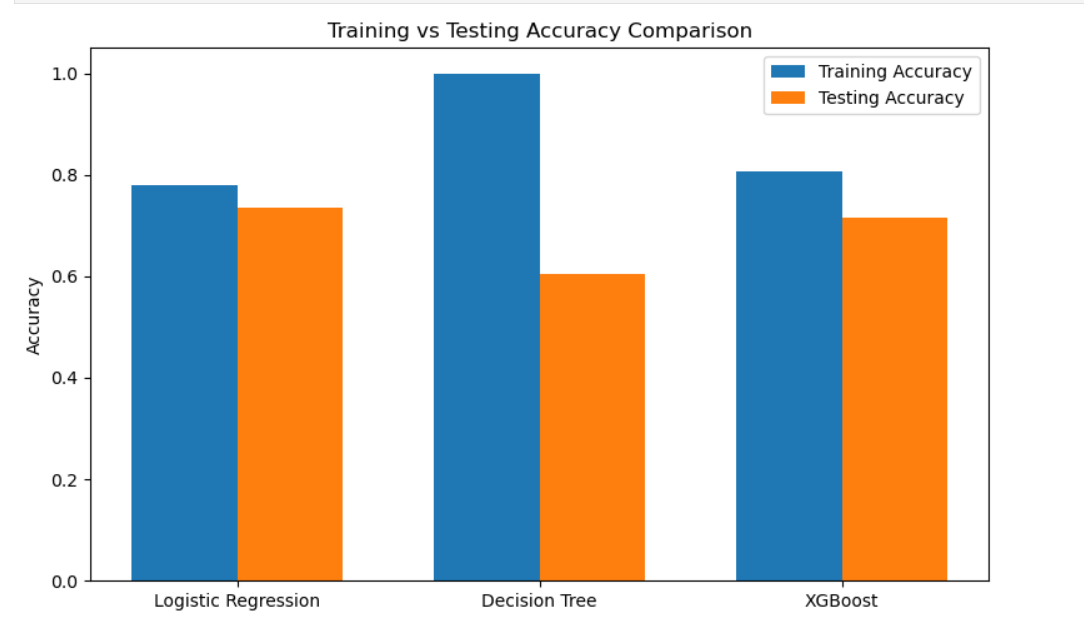 Training vs Testing Accuracy Comparison
Training Accuracy
Testing Accuracy
Accuracy
1.0
0.8
0.6
0.4
0.2
0.0
Logistic Regression
Decision Tree
XGBoost